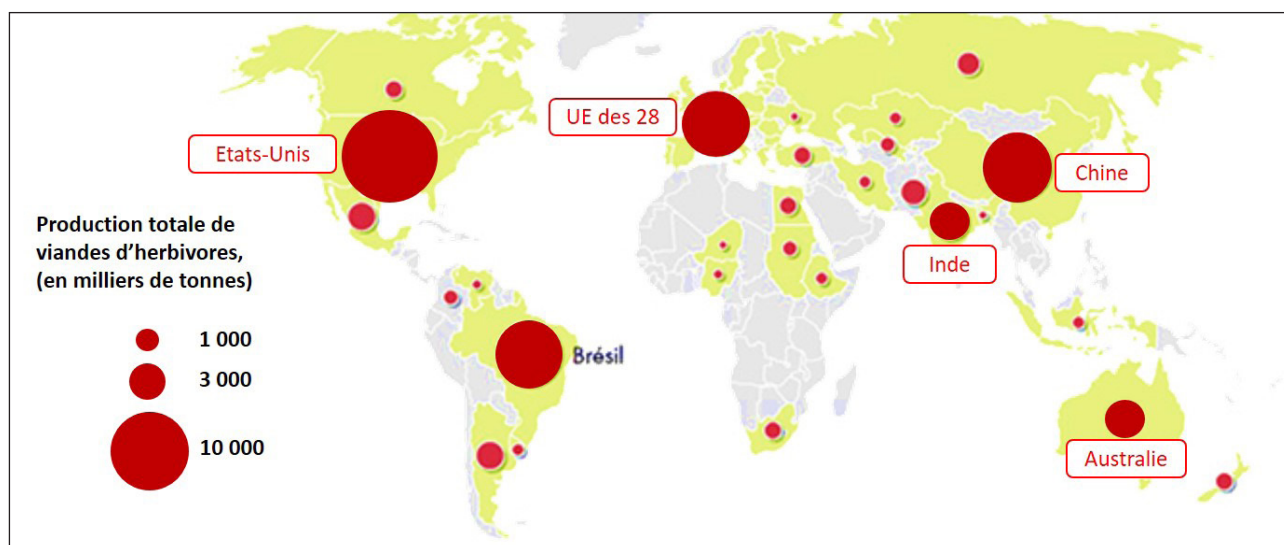 UE des 28
Etats-Unis
Chine
Production totale de
viandes d’herbivores,
(en milliers de tonnes)
Inde
1 000
3 000
Brésil
10 000
Australie